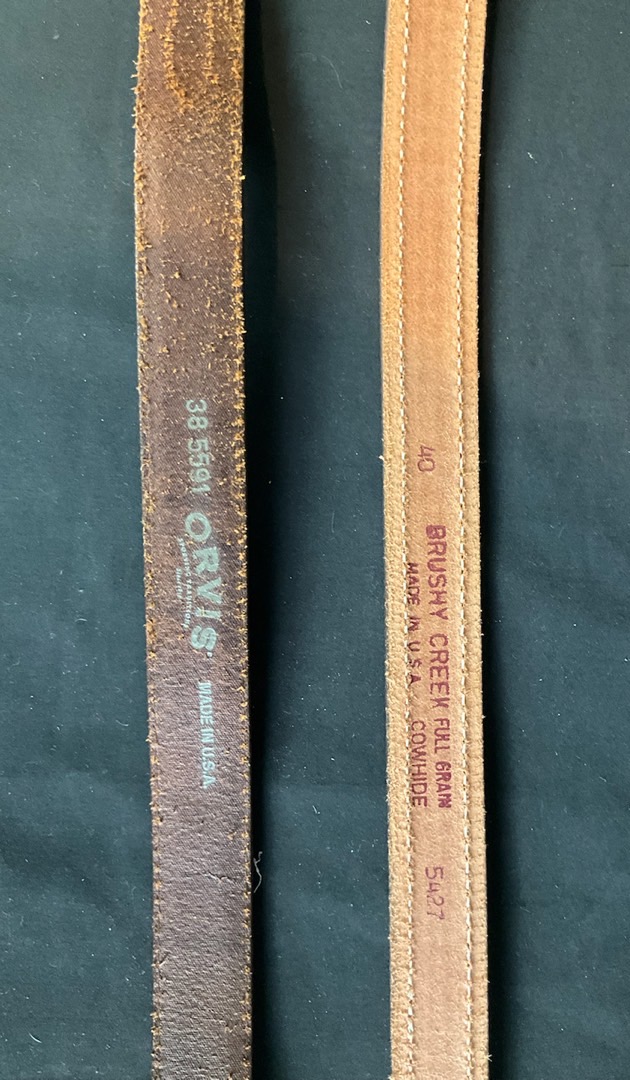 38 5591 ORVIS
MADE IN U.S.A
40
BRUSHY CREEK FULL GRAIN
MADE IN U S A COWHIDE
5427